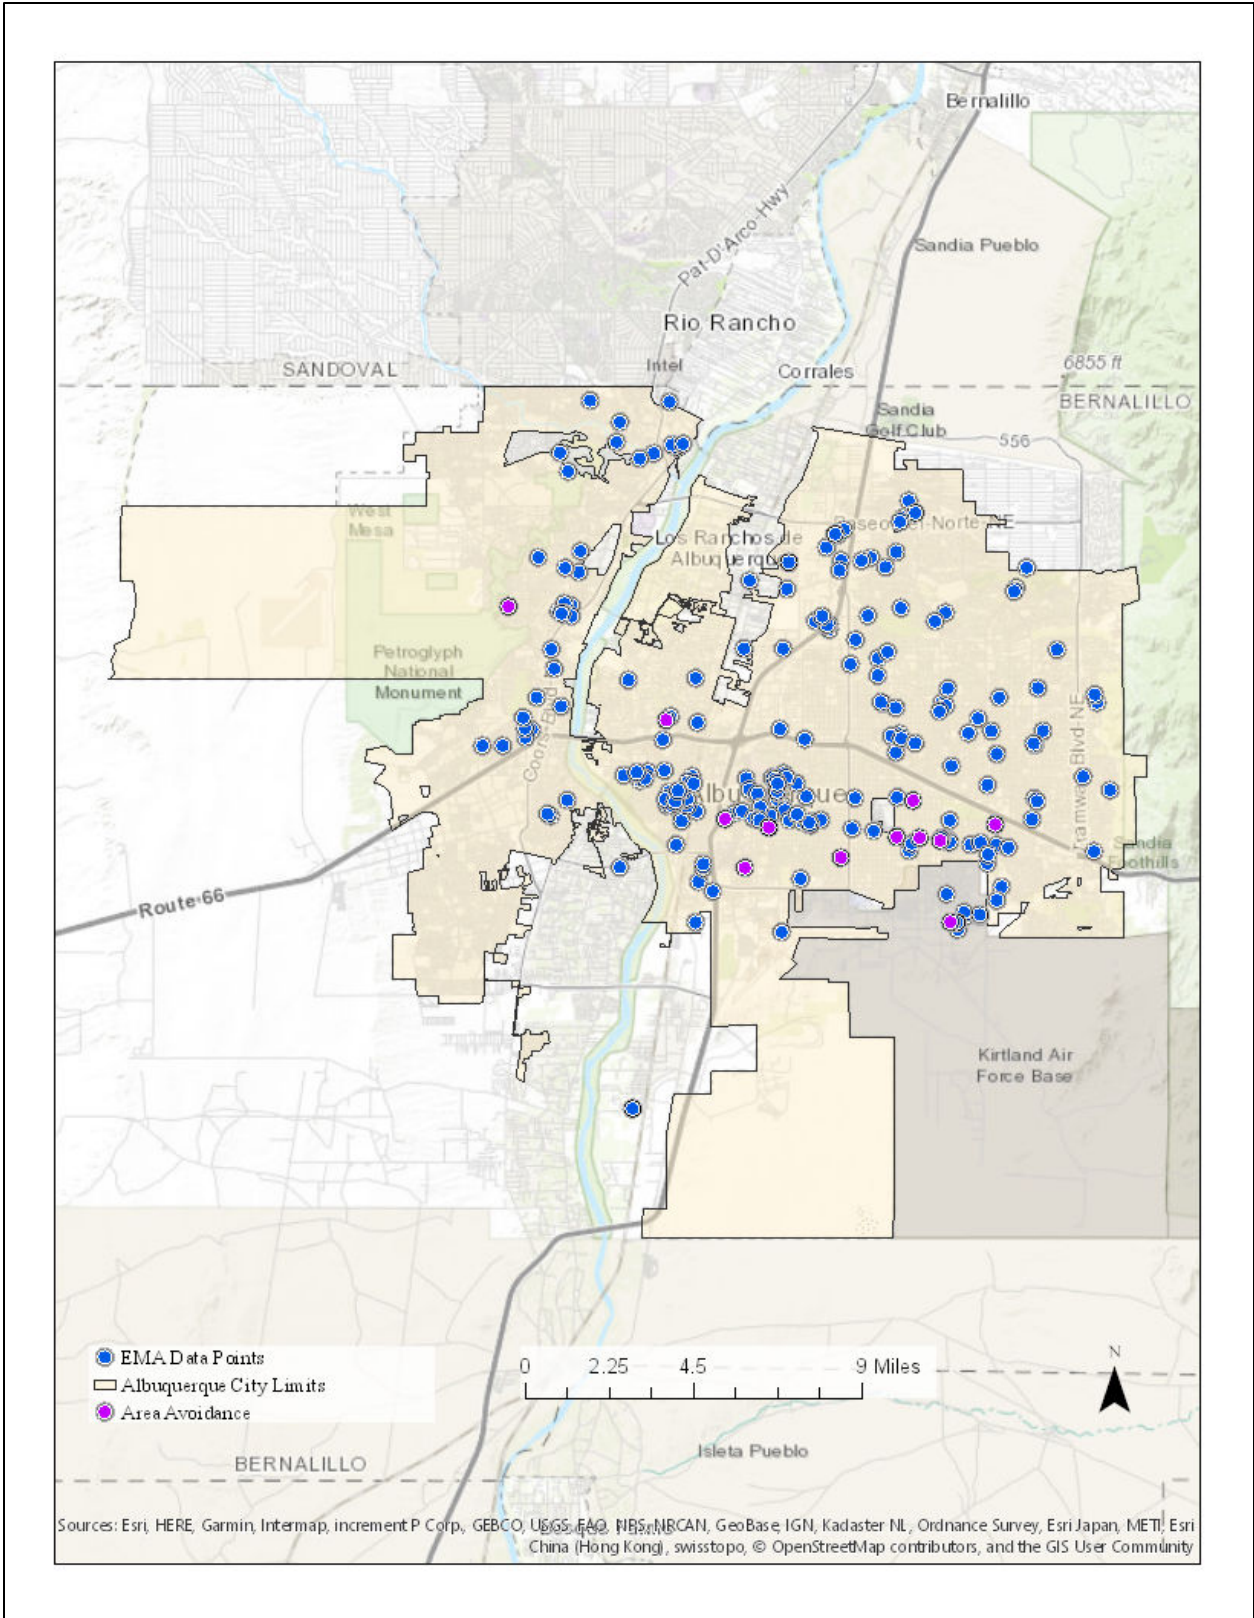 Bernalillo
Pat-D'Arco-Hwy
Sandia Pueblo
Rio Rancho
Intel
SANDOVAL
Corrales
6855 ft
BERNALILLO
Sandia
Golf Club
556
West
Mesa
Los Ranchos de
Albuquerque
Petroglyph
National
Monument
Coors-Blvd
Tramway Blvd-NE
Albuquerque
Sandia
Foothills
Route-66
Kirtland Air
Force Base
EMA Data Points
Albuquerque City Limits
Area Avoidance
0 2.25 4.5 9 Miles
N
Isleta Pueblo
BERNALILLO
Sources: Esri, HERE, Garmin, Intermap, increment P Corp., GEBCO, USGS, FAO, NPS, NRCAN, GeoBase, IGN, Kadaster NL, Ordnance Survey, Esri Japan, METI, Esri
China (Hong Kong), swisstopo, © OpenStreetMap contributors, and the GIS User Community